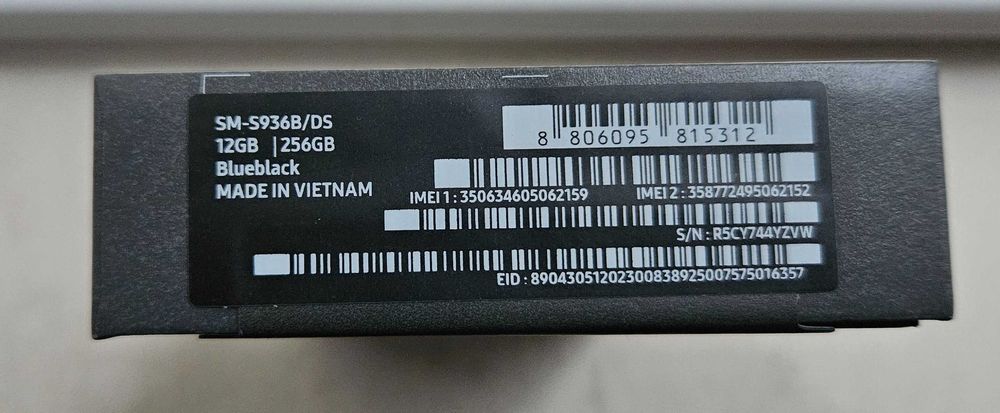 SM-S936B/DS
12GB | 256GB
Blueblack
MADE IN VIETNAM
8 806095 815312
IMEI 1 : 350634605062159
IMEI 2 : 358772495062152
S/N : R5CY744YZVW
EID : 89043051202300838925007575016357